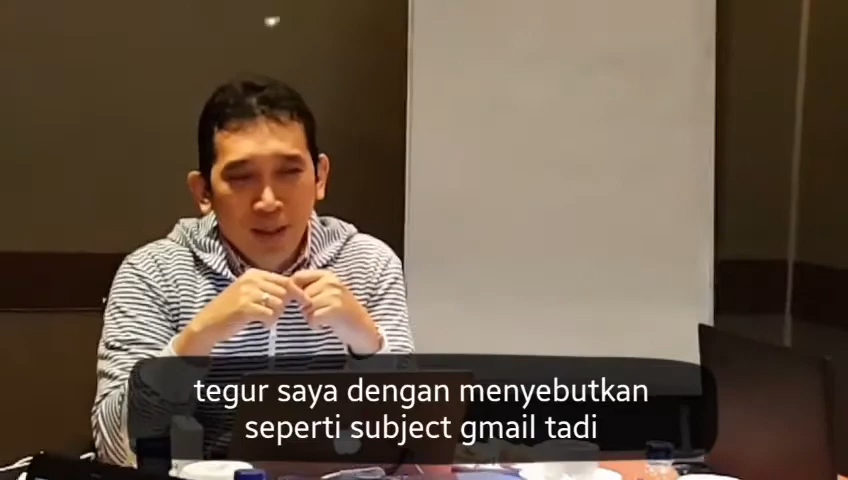 tegur saya dengan menyebutkan
seperti subject gmail tadi